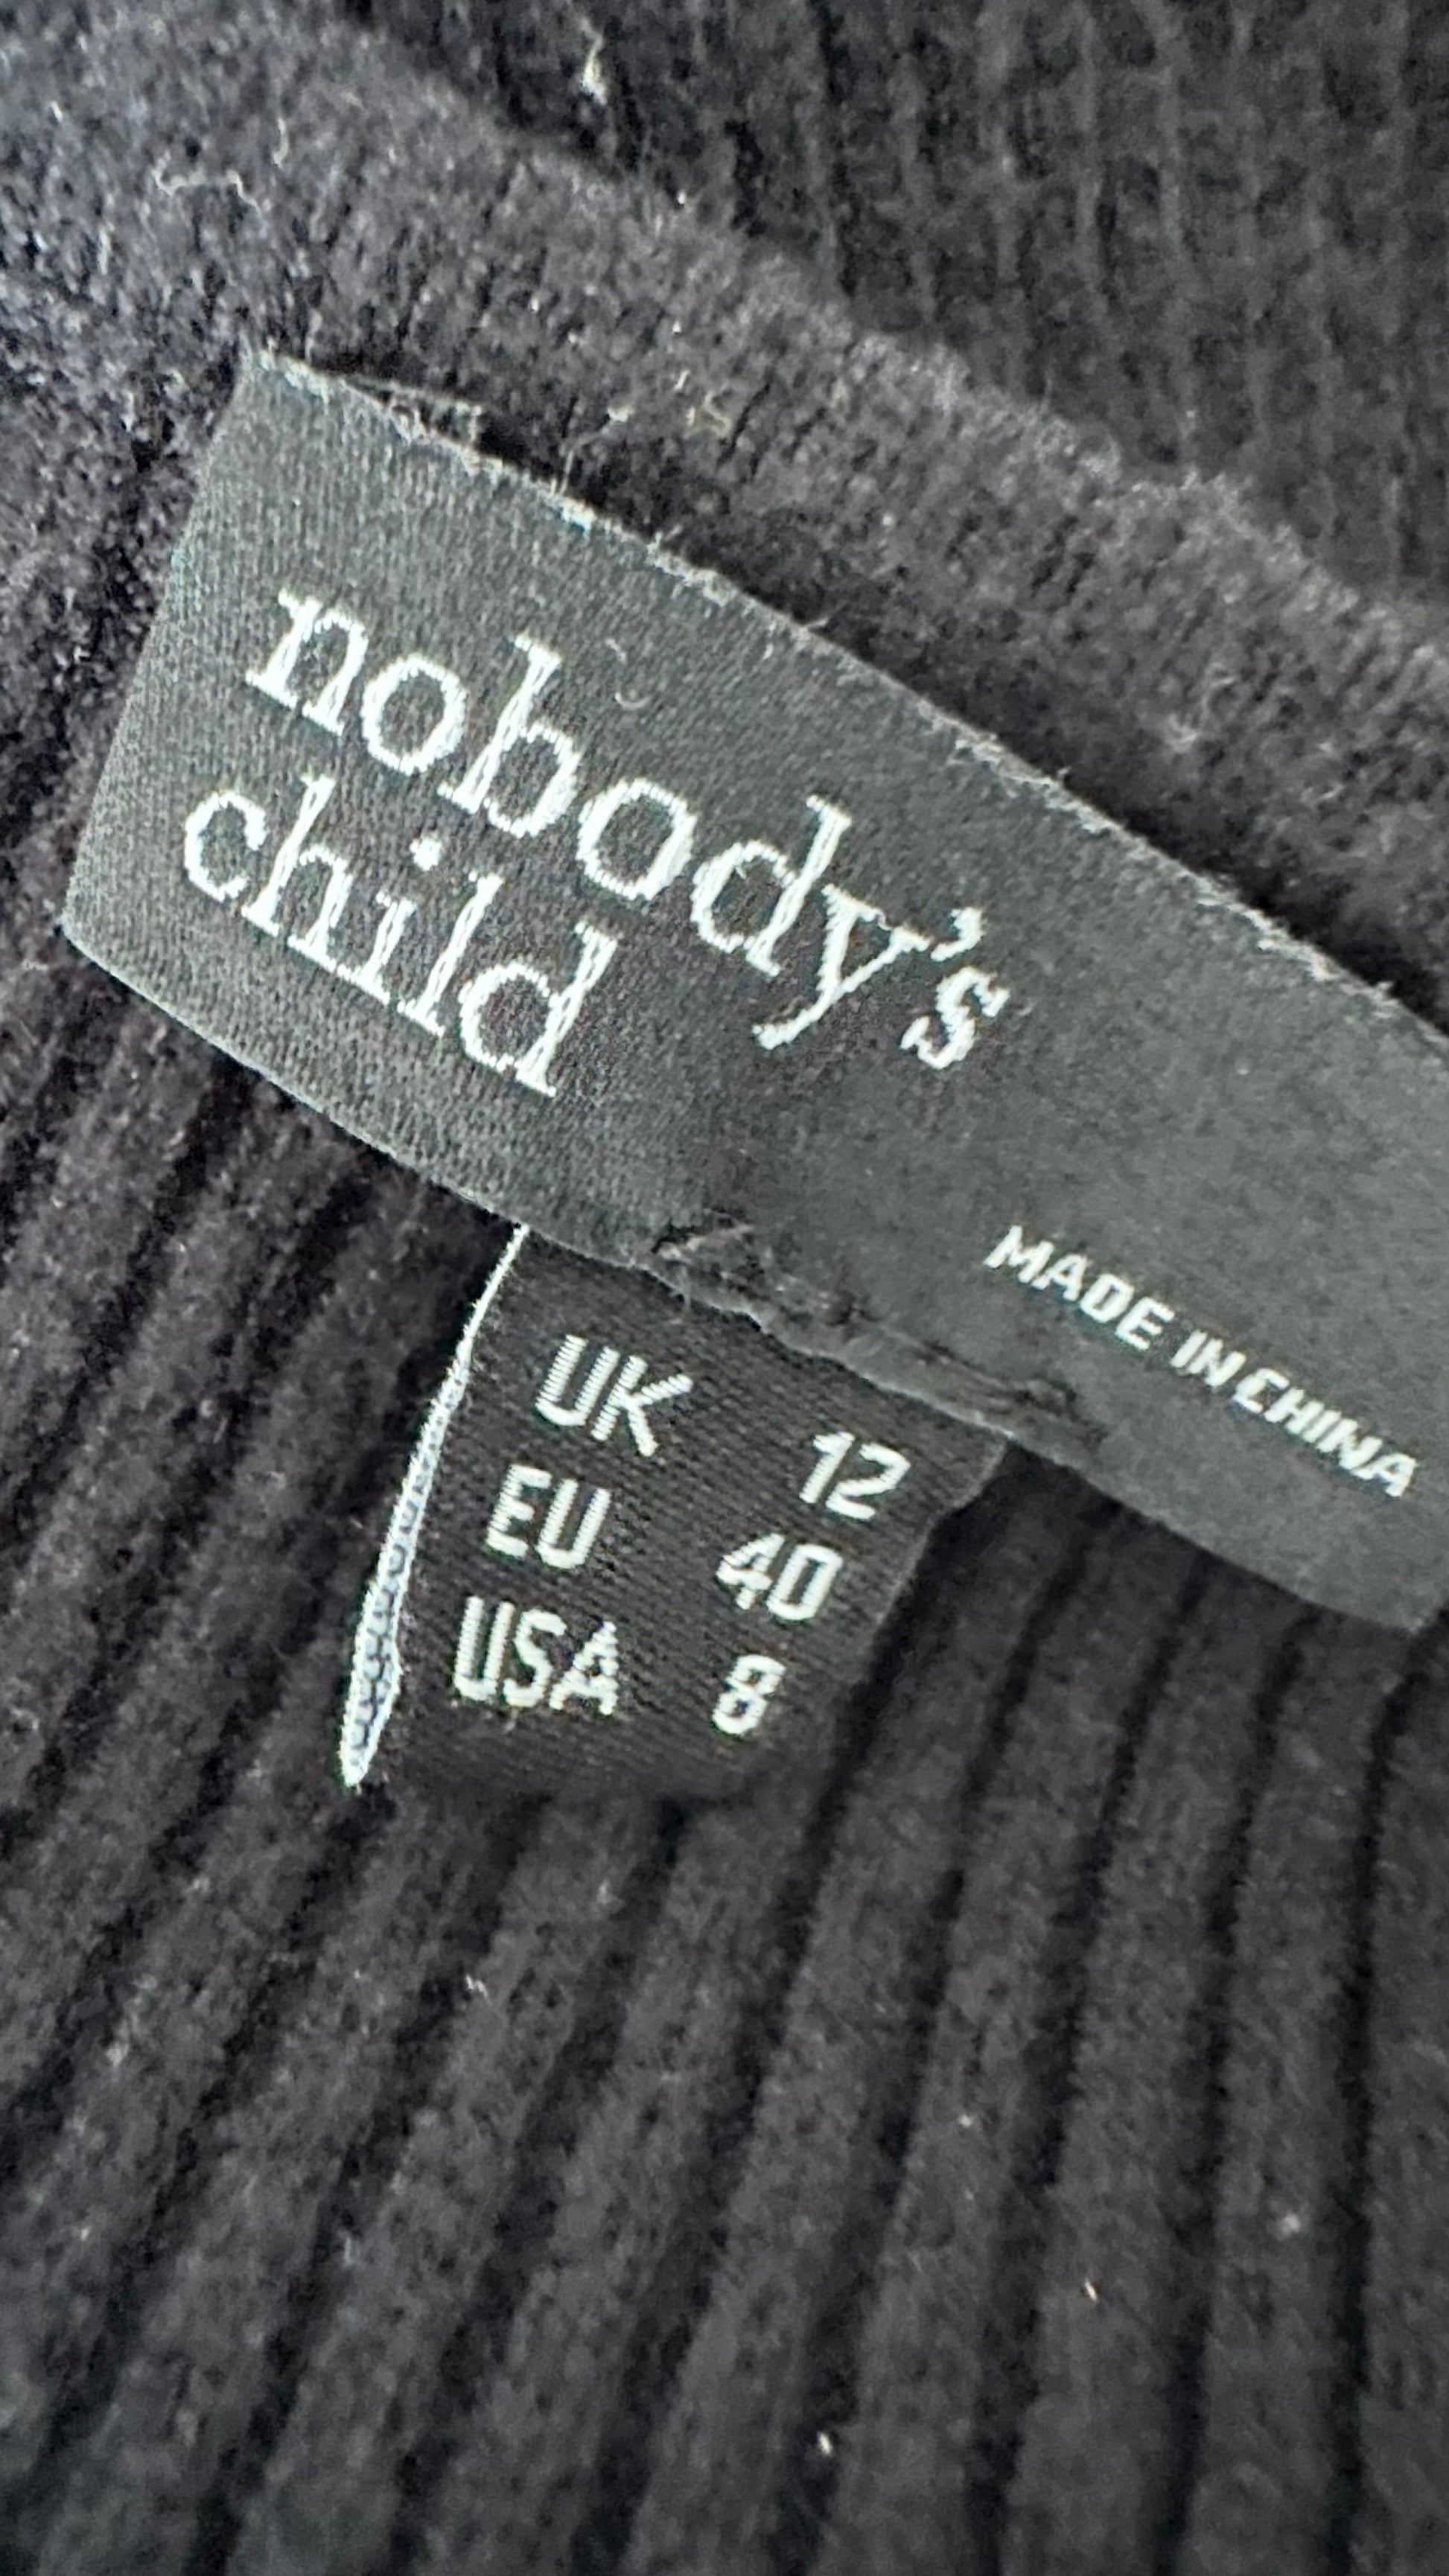 nobody's
child
MADE IN CHINA
UK 12
EU 40
USA 8